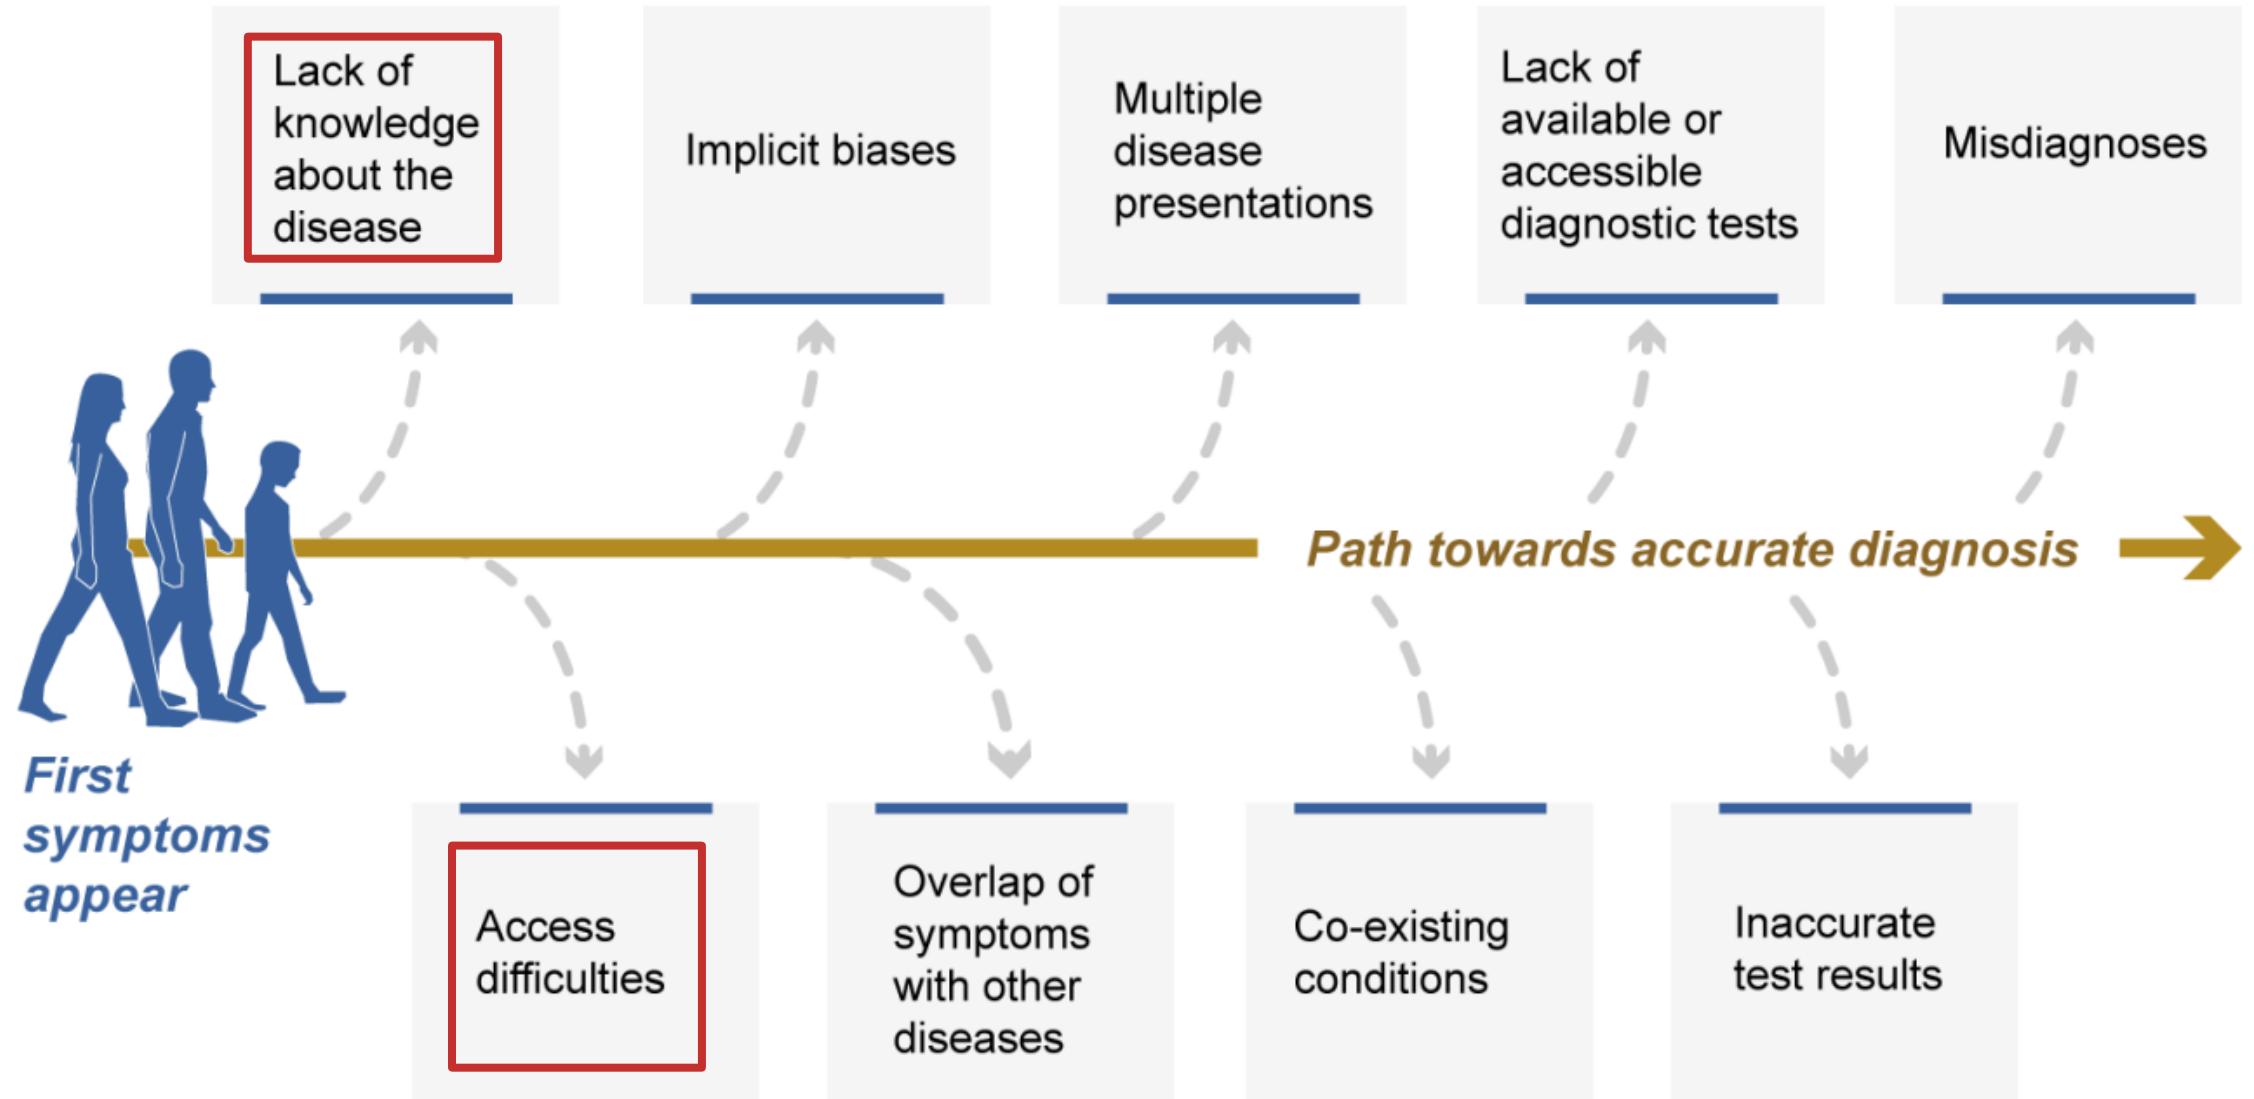 Lack of
knowledge
about the
disease
Implicit biases
Multiple
disease
presentations
Lack of
available or
accessible
diagnostic tests
Misdiagnoses
Path towards accurate diagnosis
First
symptoms
appear
Access
difficulties
Overlap of
symptoms
with other
diseases
Co-existing
conditions
Inaccurate
test results